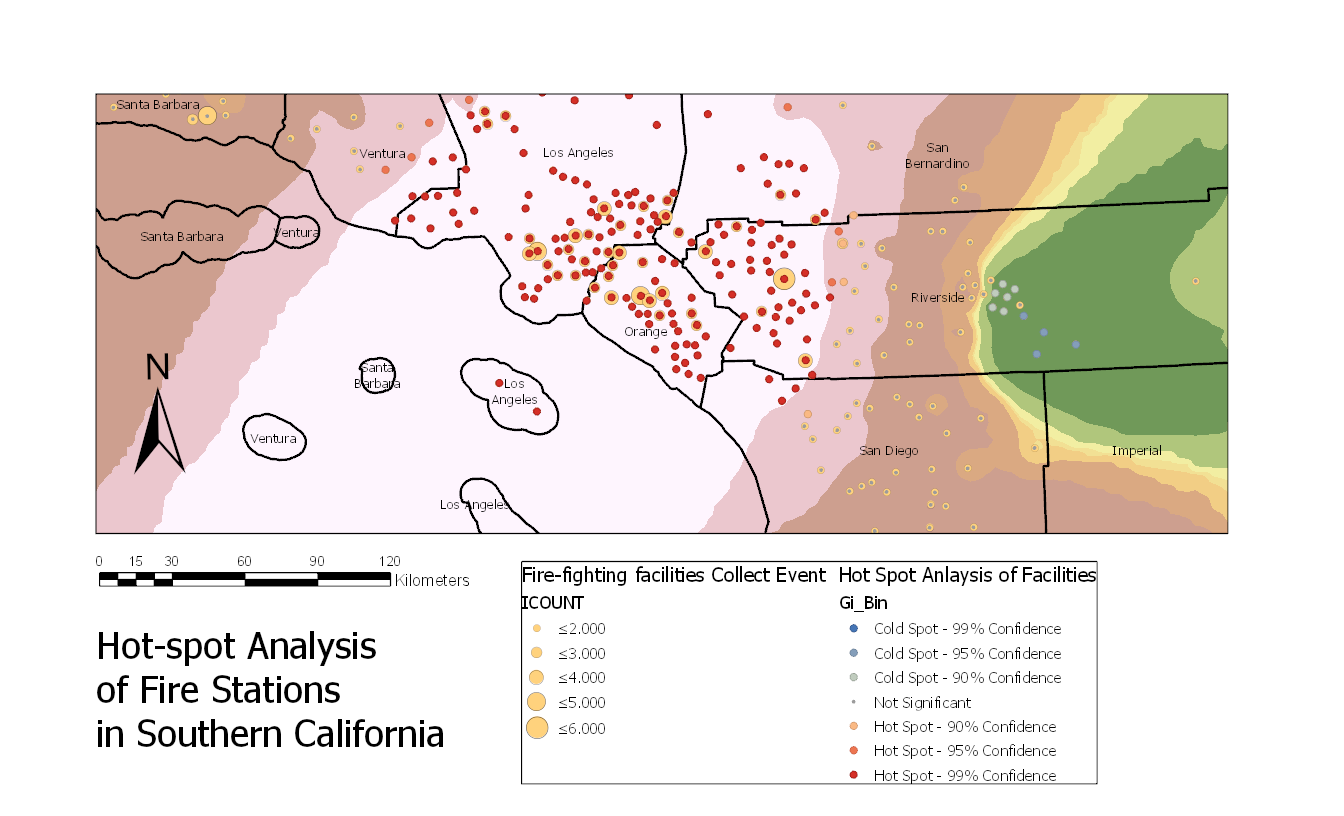 Santa Barbara
Ventura
Los Angeles
San
Bernardino
Santa Barbara
Ventura
Riverside
Orange
N
Santa
Barbara
Los
Angeles
Ventura
San Diego
Imperial
Los Angeles
0 15 30 60 90 120
Kilometers
Hot-spot Analysis
of Fire Stations
in Southern California
Fire-fighting facilities Collect Event
ICOUNT
≤2.000
≤3.000
≤4.000
≤5.000
≤6.000
Hot Spot Anlaysis of Facilities
Gi_Bin
Cold Spot - 99% Confidence
Cold Spot - 95% Confidence
Cold Spot - 90% Confidence
Not Significant
Hot Spot - 90% Confidence
Hot Spot - 95% Confidence
Hot Spot - 99% Confidence